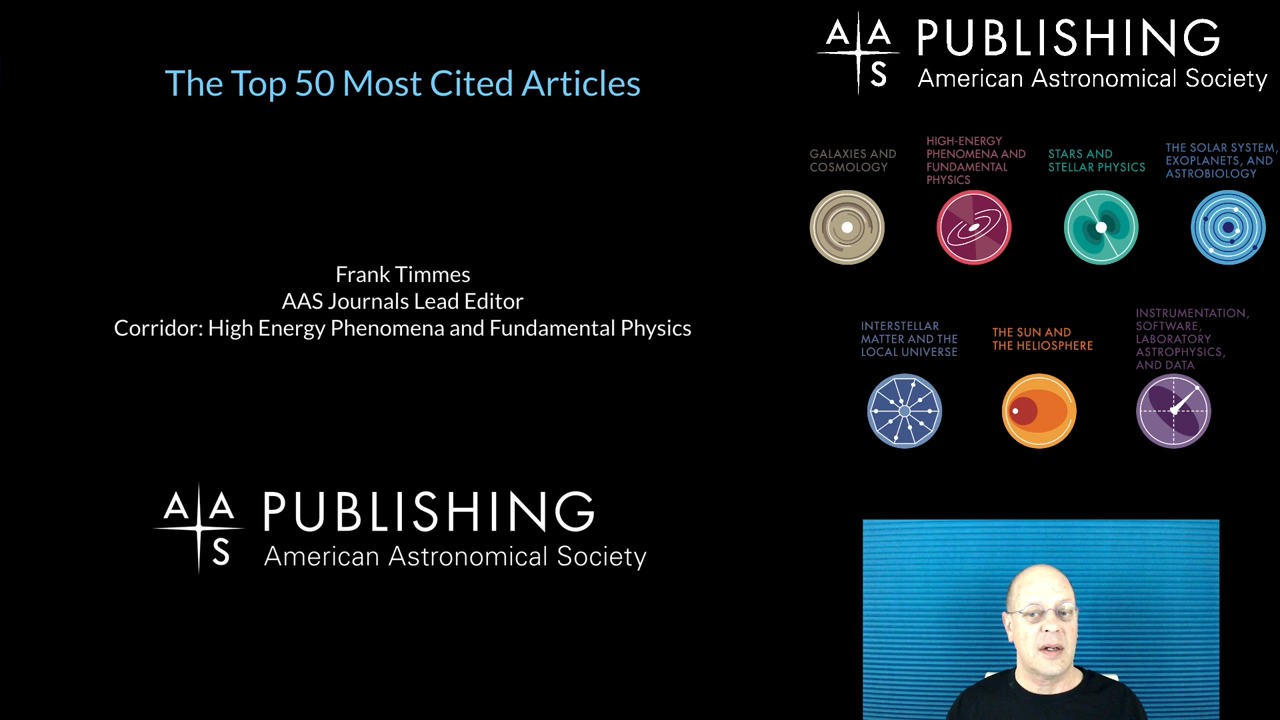 The Top 50 Most Cited Articles
Frank Timmes
AAS Journals Lead Editor
Corridor: High Energy Phenomena and Fundamental Physics
A A
S
PUBLISHING
American Astronomical Society
A A
S
PUBLISHING
American Astronomical Society
GALAXIES AND
COSMOLOGY
HIGH-ENERGY
PHENOMENA AND
FUNDAMENTAL
PHYSICS
STARS AND
STELLAR PHYSICS
THE SOLAR SYSTEM,
EXOPLANETS, AND
ASTROBIOLOGY
INTERSTELLAR
MATTER AND THE
LOCAL UNIVERSE
THE SUN AND
THE HELIOSPHERE
INSTRUMENTATION,
SOFTWARE,
LABORATORY
ASTROPHYSICS,
AND DATA